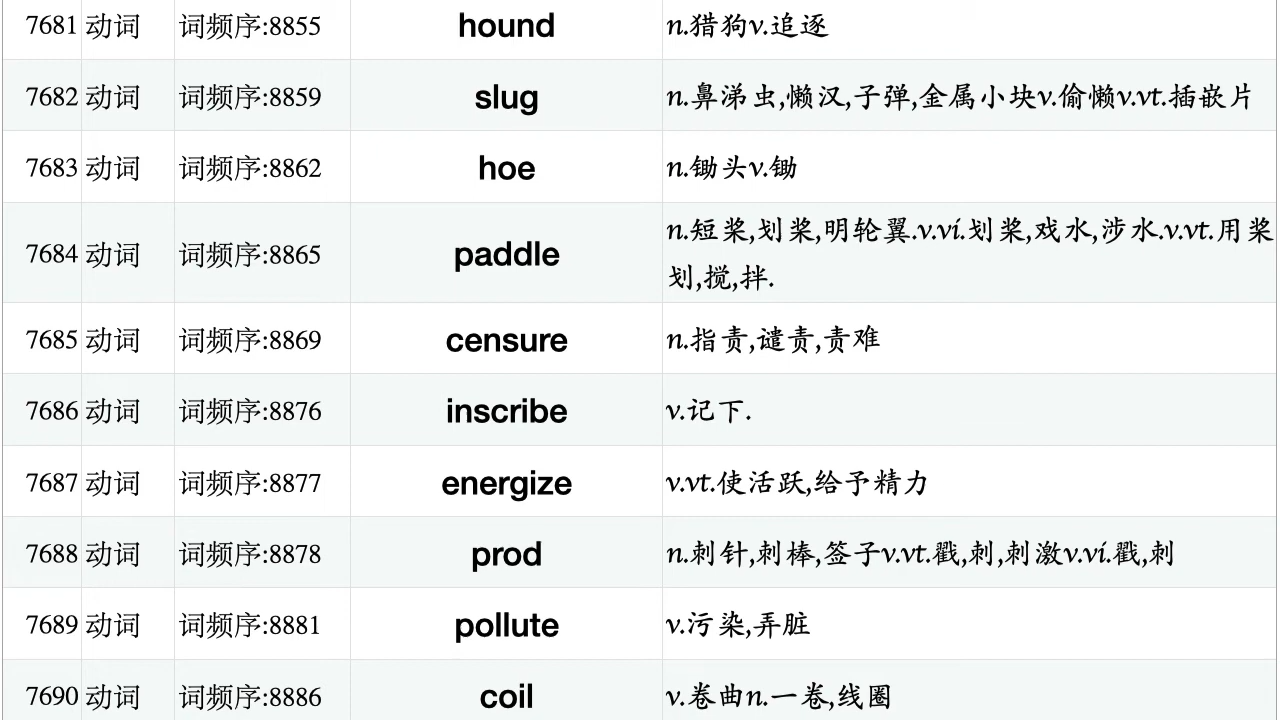 7681 动词 词频序:8855 hound n.猎狗v.追逐
7682 动词 词频序:8859 slug n.鼻涕虫,懒汉,子弹,金属小块v.偷懒v.vt.插嵌片
7683 动词 词频序:8862 hoe n.锄头v.锄
7684 动词 词频序:8865 paddle n.短桨,划桨,明轮翼.v.vi.划桨,戏水,涉水.v.vt.用桨
划,搅,拌.
7685 动词 词频序:8869 censure n.指责,谴责,责难
7686 动词 词频序:8876 inscribe v.记下.
7687 动词 词频序:8877 energize v.vt.使活跃,给予精力
7688 动词 词频序:8878 prod n.刺针,刺棒,签子v.vt.戳,刺,刺激v.vi.戳,刺
7689 动词 词频序:8881 pollute v.污染,弄脏
7690 动词 词频序:8886 coil v.卷曲n.一卷,线圈